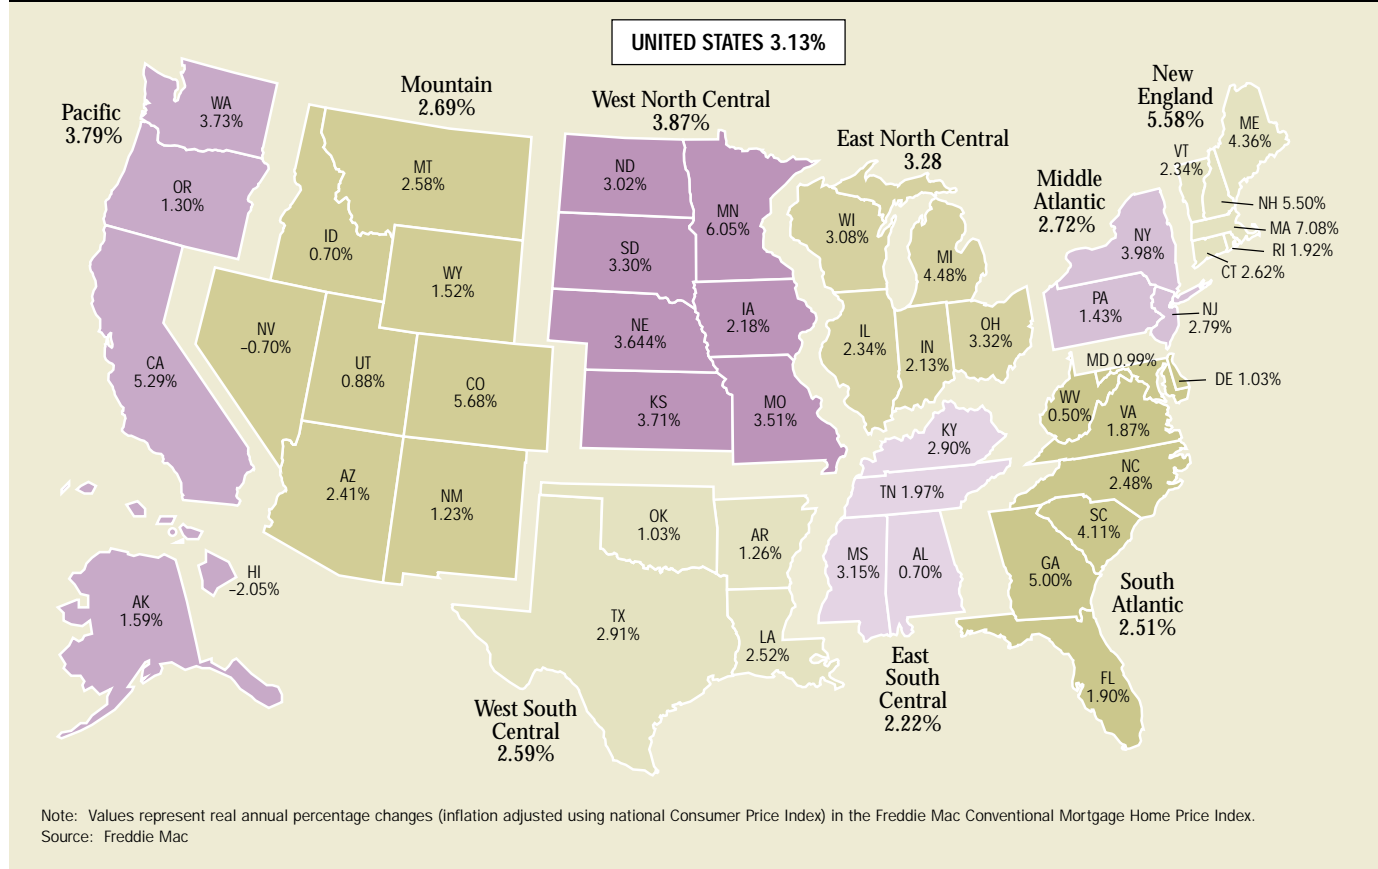 UNITED STATES 3.13%
Pacific
3.79%
WA
3.73%
OR
1.30%
CA
5.29%
HI
–2.05%
AK
1.59%
Mountain
2.69%
MT
2.58%
ID
0.70%
WY
1.52%
NV
–0.70%
UT
0.88%
CO
5.68%
AZ
2.41%
NM
1.23%
West North Central
3.87%
ND
3.02%
MN
6.05%
SD
3.30%
NE
3.644%
IA
2.18%
KS
3.71%
MO
3.51%
East North Central
3.28
WI
3.08%
MI
4.48%
IL
2.34%
IN
2.13%
OH
3.32%
New
England
5.58%
ME
4.36%
VT
2.34%
NH 5.50%
MA 7.08%
RI 1.92%
CT 2.62%
Middle
Atlantic
2.72%
NY
3.98%
PA
1.43%
NJ
2.79%
MD 0.99%
DE 1.03%
WV
0.50%
VA
1.87%
NC
2.48%
SC
4.11%
GA
5.00%
FL
1.90%
South
Atlantic
2.51%
KY
2.90%
TN 1.97%
MS
3.15%
AL
0.70%
East
South
Central
2.22%
OK
1.03%
AR
1.26%
TX
2.91%
LA
2.52%
West South
Central
2.59%
Note: Values represent real annual percentage changes (inflation adjusted using national Consumer Price Index) in the Freddie Mac Conventional Mortgage Home Price Index.
Source: Freddie Mac